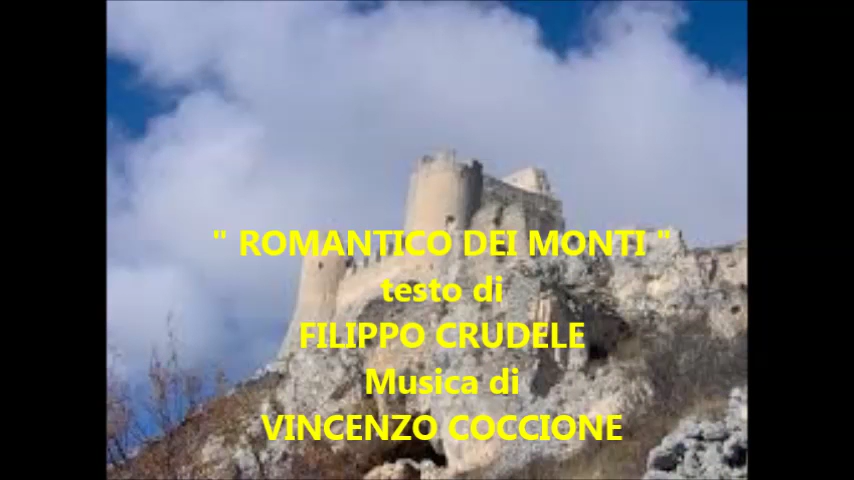 " ROMANTICO DEI MONTI "
testo di
FILIPPO CRUDELE
Musica di
VINCENZO COCCIONE